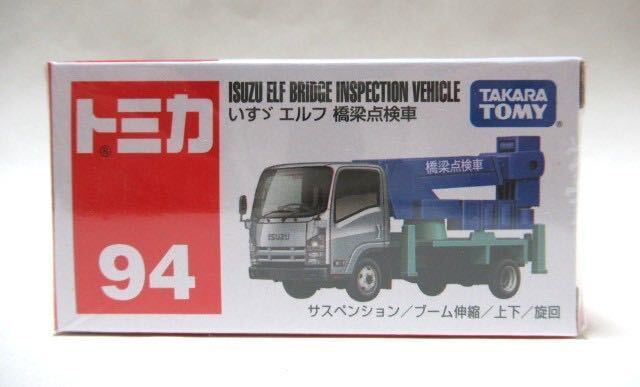 トミカ
®
94
ISUZU ELF BRIDGE INSPECTION VEHICLE
いすゞ エルフ 橋梁点検車
TAKARA
TOMY
®
橋梁点検車
ISUZU
サスペンション／ブーム伸縮／上下／旋回